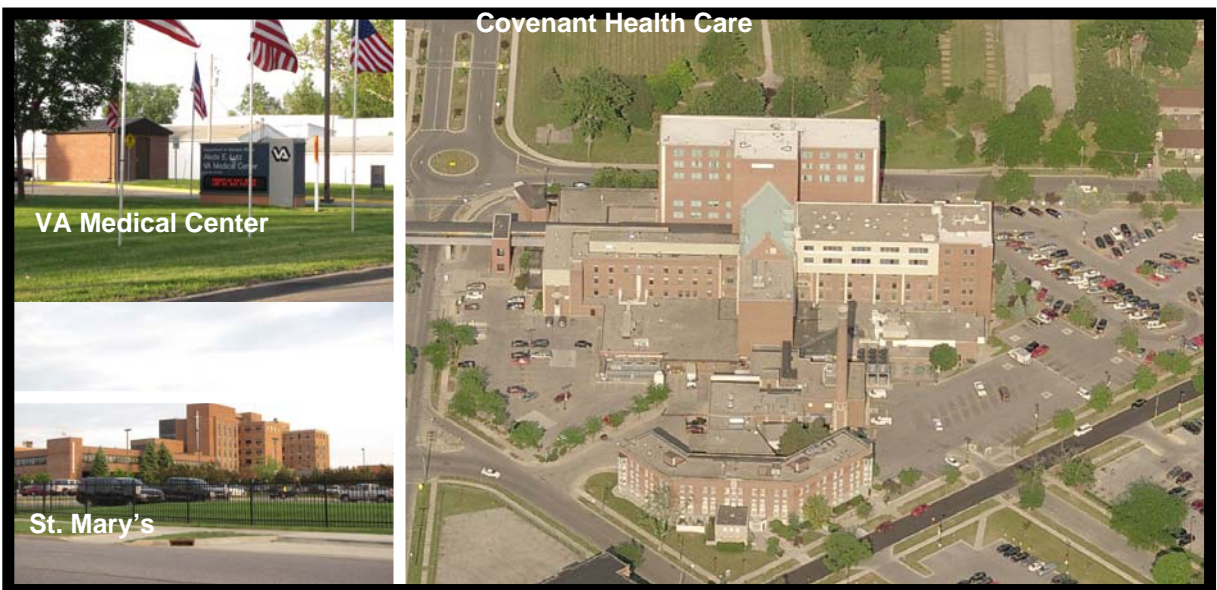 Covenant Health Care
Aleda E. Lutz
VA Medical Center
VA
VA Medical Center
St. Mary's